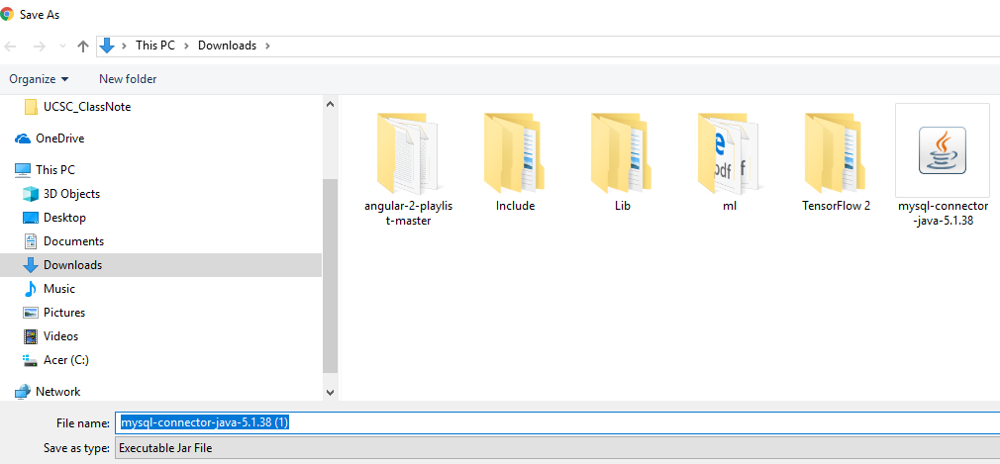 Save As
This PC
Downloads
Organize
New folder
UCSC_ClassNote
OneDrive
This PC
3D Objects
Desktop
Documents
Downloads
Music
Pictures
Videos
Acer (C:)
Network
angular-2-playlis
t-master
Include
Lib
pdf
f
ml
TensorFlow 2
mysql-connector
-java-5.1.38
File name:
mysql-connector-java-5.1.38 (1)
Save as type:
Executable Jar File